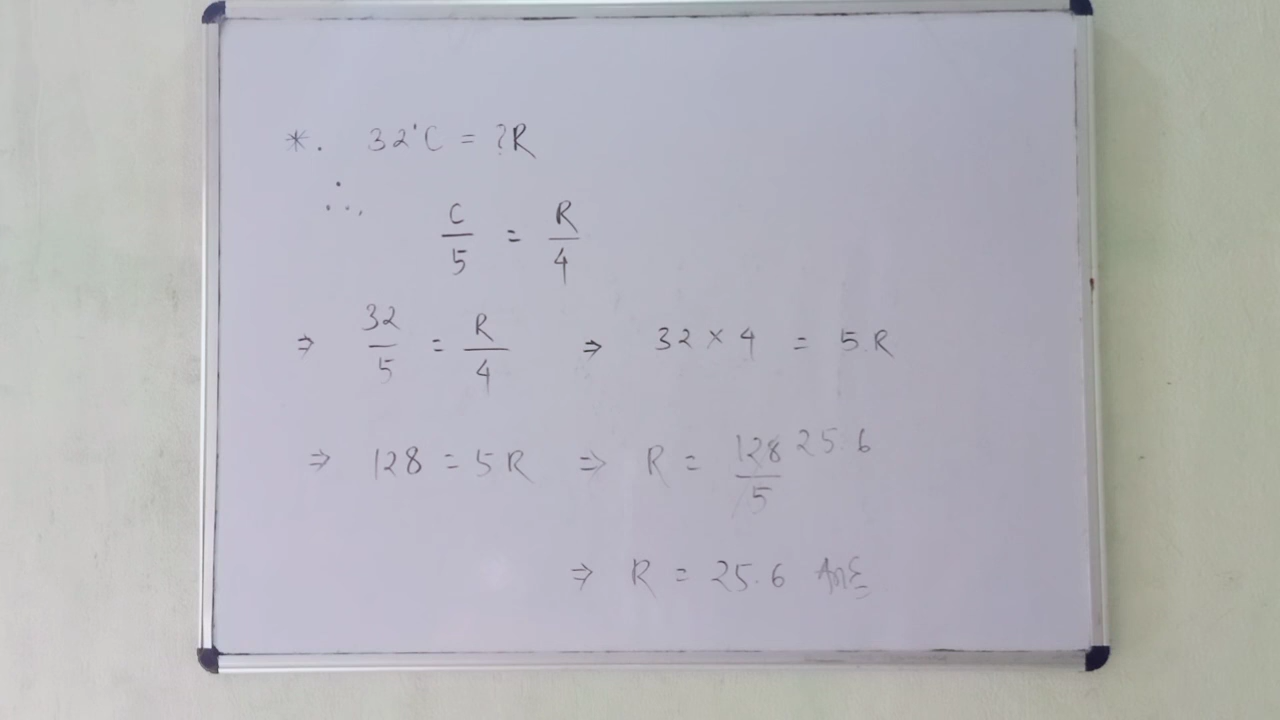 *. 32°C = ?R
∴ C/5 = R/4
⇒ 32/5 = R/4 ⇒ 32 × 4 = 5.R
⇒ 128 = 5R ⇒ R = 128/5 25.6
⇒ R = 25.6 Ans